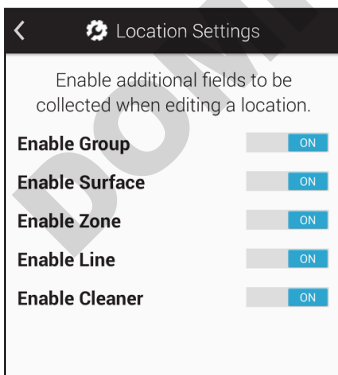 Location Settings
Enable additional fields to be
collected when editing a location.
Enable Group ON
Enable Surface ON
Enable Zone ON
Enable Line ON
Enable Cleaner ON